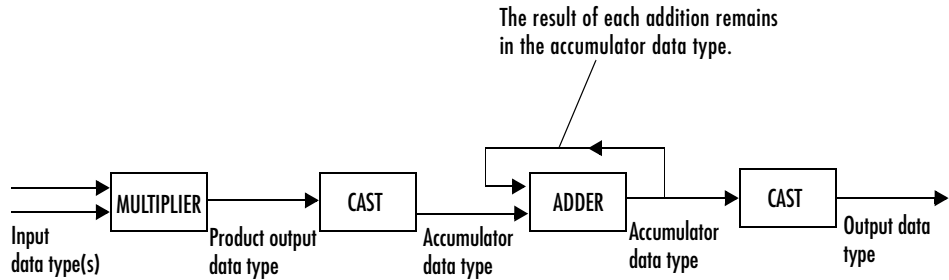 The result of each addition remains
in the accumulator data type.
MULTIPLIER
CAST
ADDER
CAST
Input
data type(s)
Product output
data type
Accumulator
data type
Accumulator
data type
Output data
type